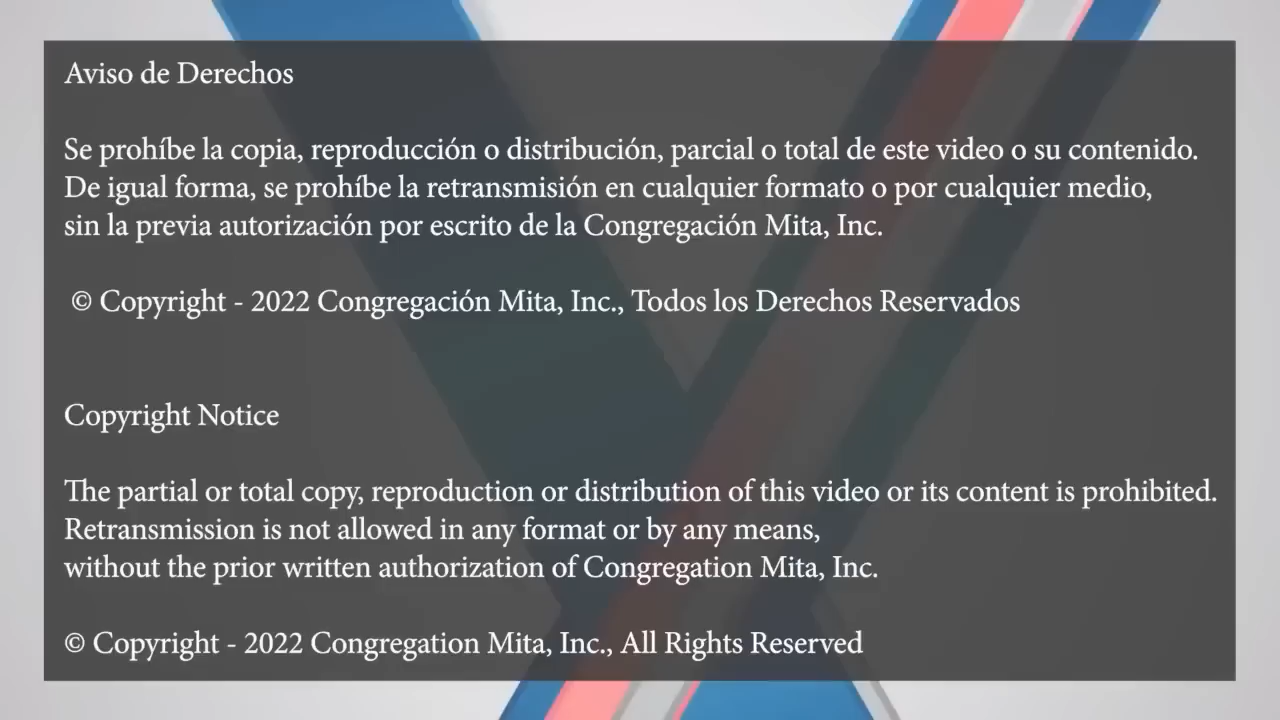 Aviso de Derechos
Se prohíbe la copia, reproducción o distribución, parcial o total de este video o su contenido.
De igual forma, se prohíbe la retransmisión en cualquier formato o por cualquier medio,
sin la previa autorización por escrito de la Congregación Mita, Inc.
© Copyright - 2022 Congregación Mita, Inc., Todos los Derechos Reservados
Copyright Notice
The partial or total copy, reproduction or distribution of this video or its content is prohibited.
Retransmission is not allowed in any format or by any means,
without the prior written authorization of Congregation Mita, Inc.
© Copyright - 2022 Congregation Mita, Inc., All Rights Reserved